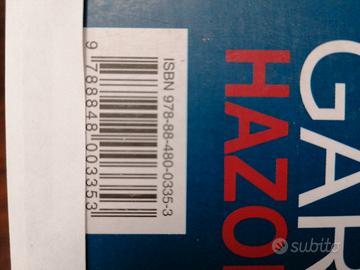 GAR
HAZO
ISBN 978-88-480-0335-3
9 788848 003353
subito